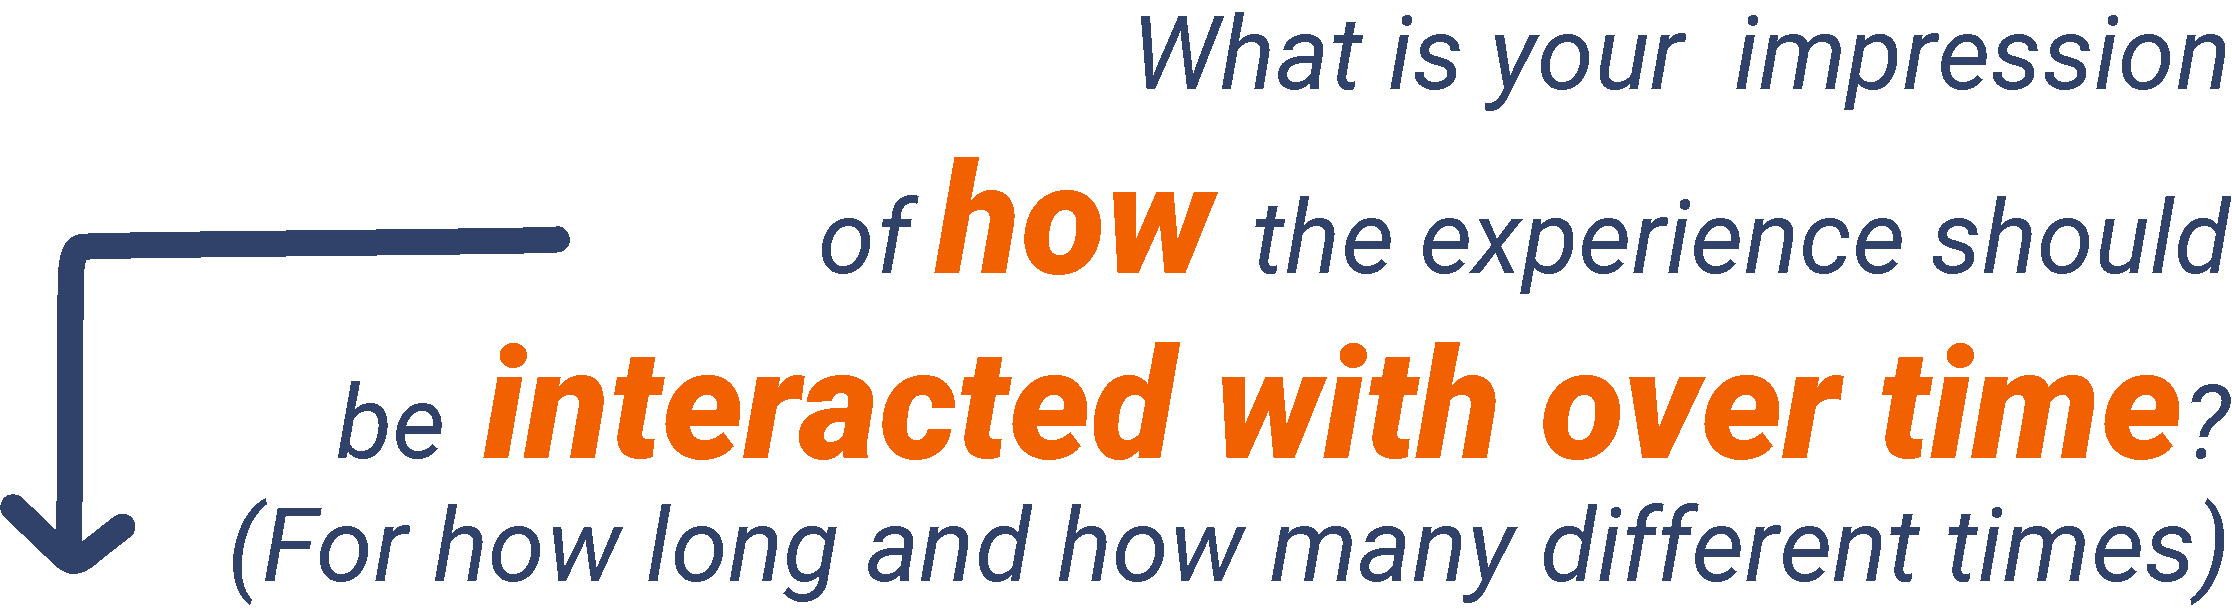 What is your impression
of how the experience should
be interacted with over time?
(For how long and how many different times)